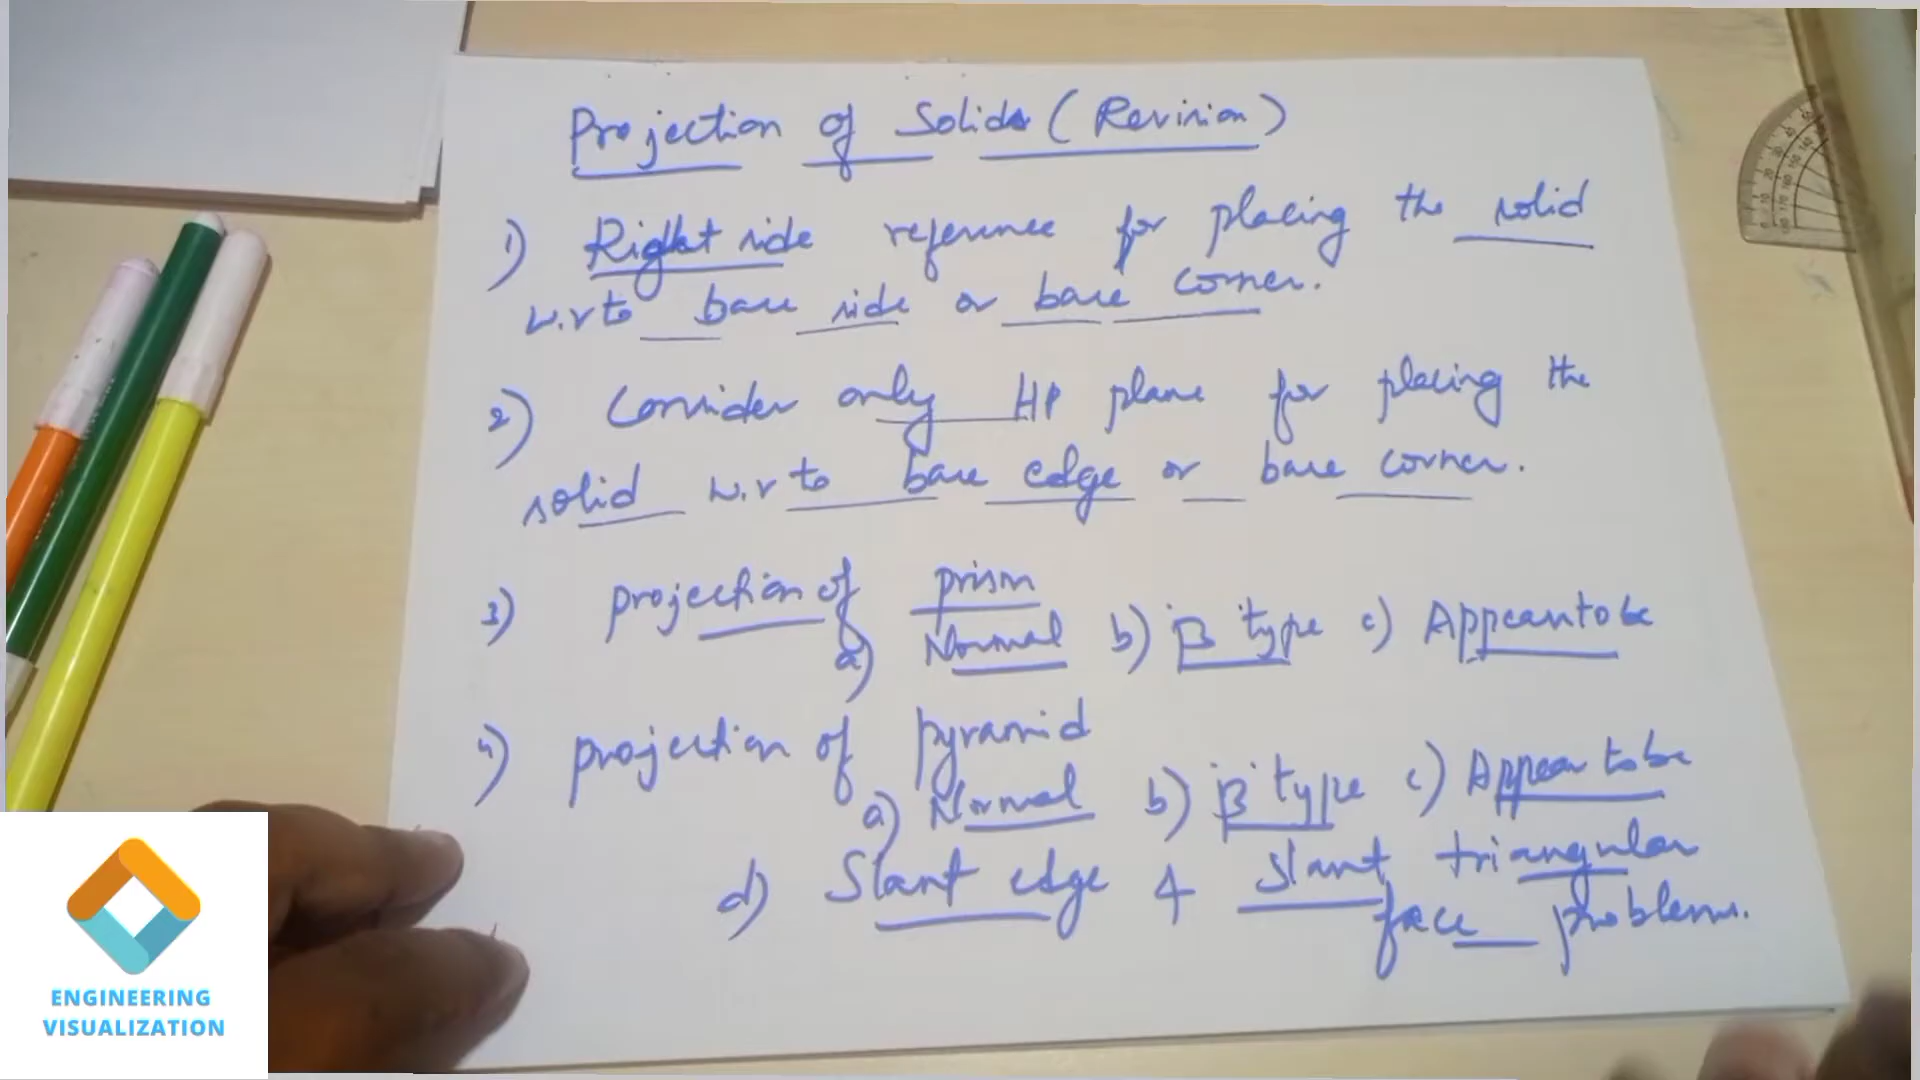 Projection of Solids (Revision)
1) Right side reference for placing the solid
w.r to base side or base corner.
2) Consider only HP plane for placing the
solid w.r to base edge or base corner.
3) projection of prism
a) Normal b) β type c) Appear to be
4) projection of pyramid
a) Normal b) β type c) Appear to be
d) Slant edge & Slant triangular
face problems.
ENGINEERING
VISUALIZATION